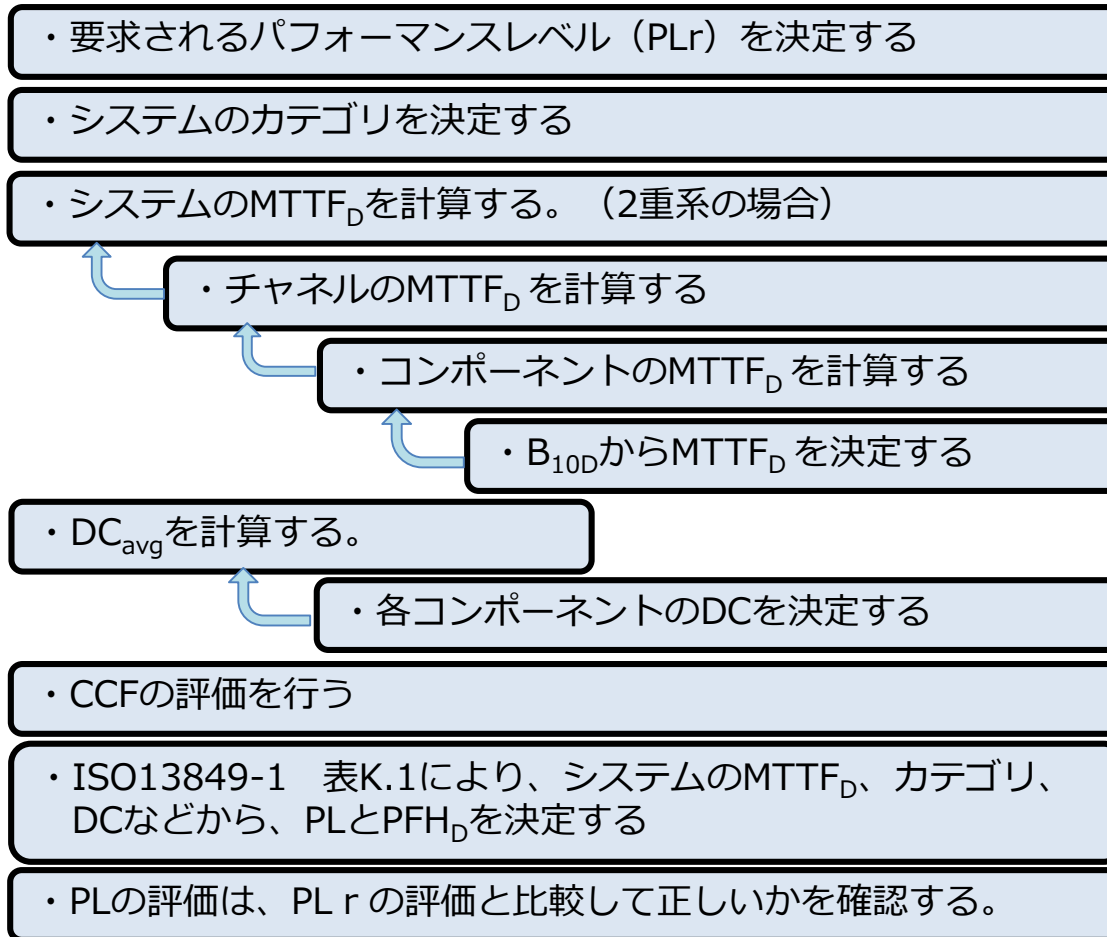 ・要求されるパフォーマンスレベル（PLr）を決定する
・システムのカテゴリを決定する
・システムのMTTFDを計算する。（2重系の場合）
・チャネルのMTTFD を計算する
・コンポーネントのMTTFD を計算する
・B10DからMTTFD を決定する
・DCavgを計算する。
・各コンポーネントのDCを決定する
・CCFの評価を行う
・ISO13849-1　表K.1により、システムのMTTFD、カテゴリ、
DCなどから、PLとPFHDを決定する
・PLの評価は、PLｒの評価と比較して正しいかを確認する。